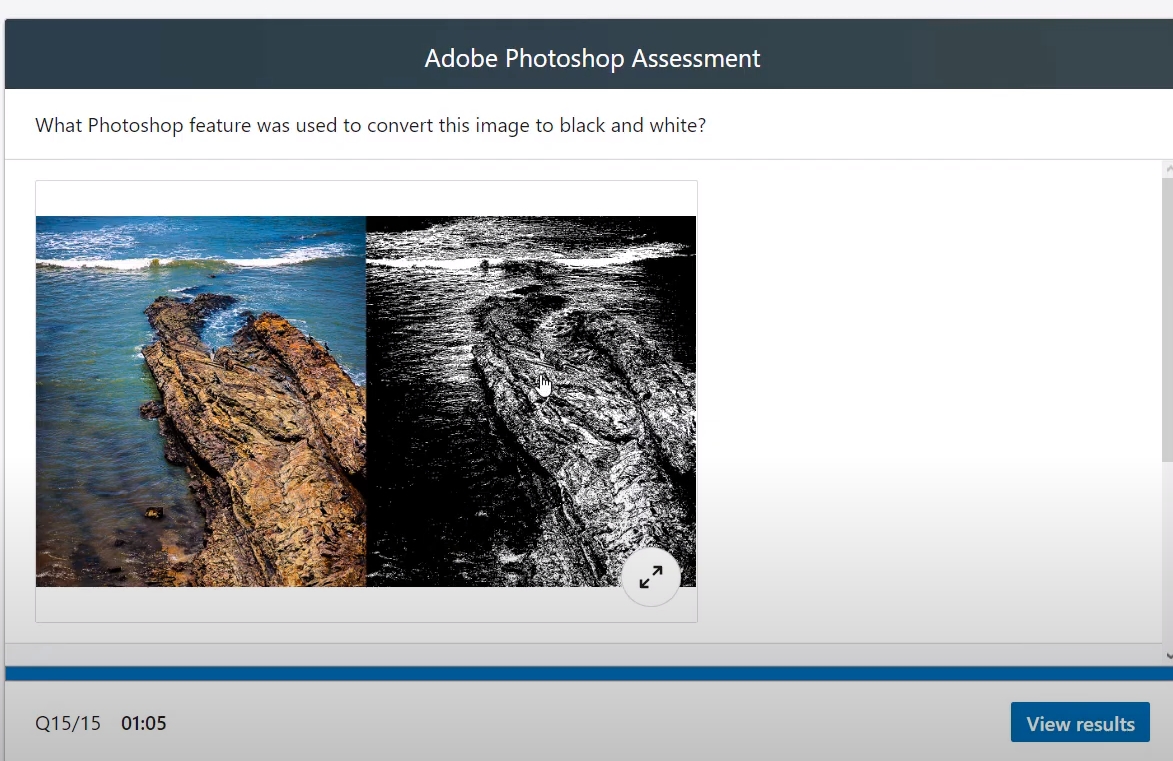 Adobe Photoshop Assessment
What Photoshop feature was used to convert this image to black and white?
Q15/15 01:05
View results